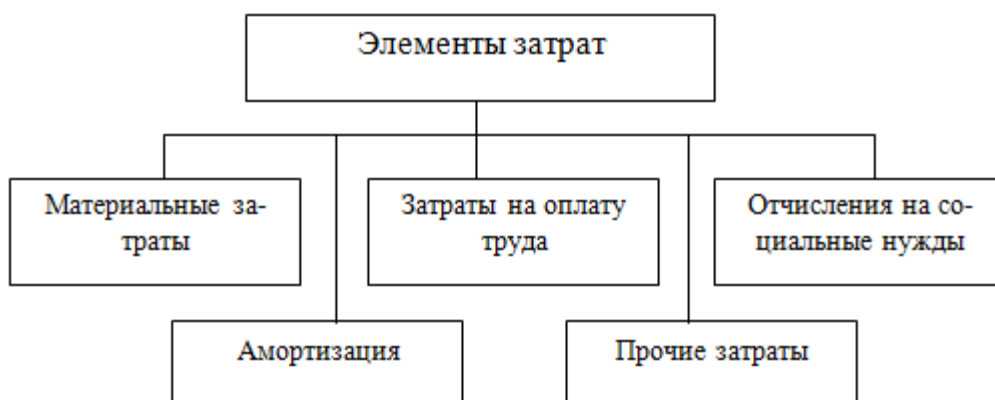 Элементы затрат
Материальные за-
траты
Затраты на оплату
труда
Отчисления на со-
циальные нужды
Амортизация
Прочие затраты